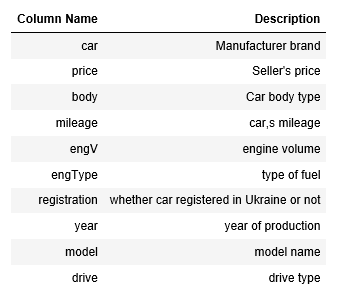 Column Name Description
car Manufacturer brand
price Seller's price
body Car body type
mileage car,s mileage
engV engine volume
engType type of fuel
registration whether car registered in Ukraine or not
year year of production
model model name
drive drive type